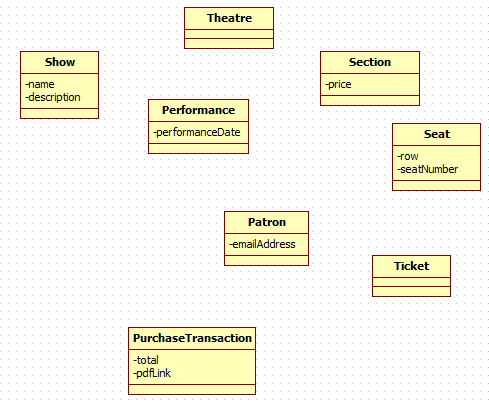 Theatre
Show
-name
-description
Section
-price
Performance
-performanceDate
Seat
-row
-seatNumber
Patron
-emailAddress
Ticket
PurchaseTransaction
-total
-pdfLink